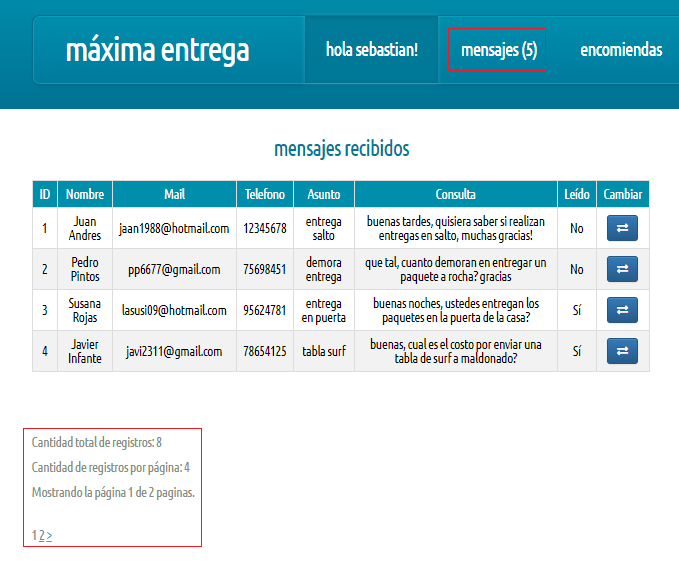 máxima entrega hola sebastian! mensajes (5) encomiendas
mensajes recibidos
ID Nombre Mail Telefono Asunto Consulta Leído Cambiar
1 Juan Andres jaan1988@hotmail.com 12345678 entrega salto buenas tardes, quisiera saber si realizan entregas en salto, muchas gracias! No
2 Pedro Pintos pp6677@gmail.com 75698451 demora entrega que tal, cuanto demoran en entregar un paquete a rocha? gracias No
3 Susana Rojas lasusi09@hotmail.com 95624781 entrega en puerta buenas noches, ustedes entregan los paquetes en la puerta de la casa? Sí
4 Javier Infante javi2311@gmail.com 78654125 tabla surf buenas, cual es el costo por enviar una tabla de surf a maldonado? Sí
Cantidad total de registros: 8
Cantidad de registros por página: 4
Mostrando la página 1 de 2 paginas.
1 2 >